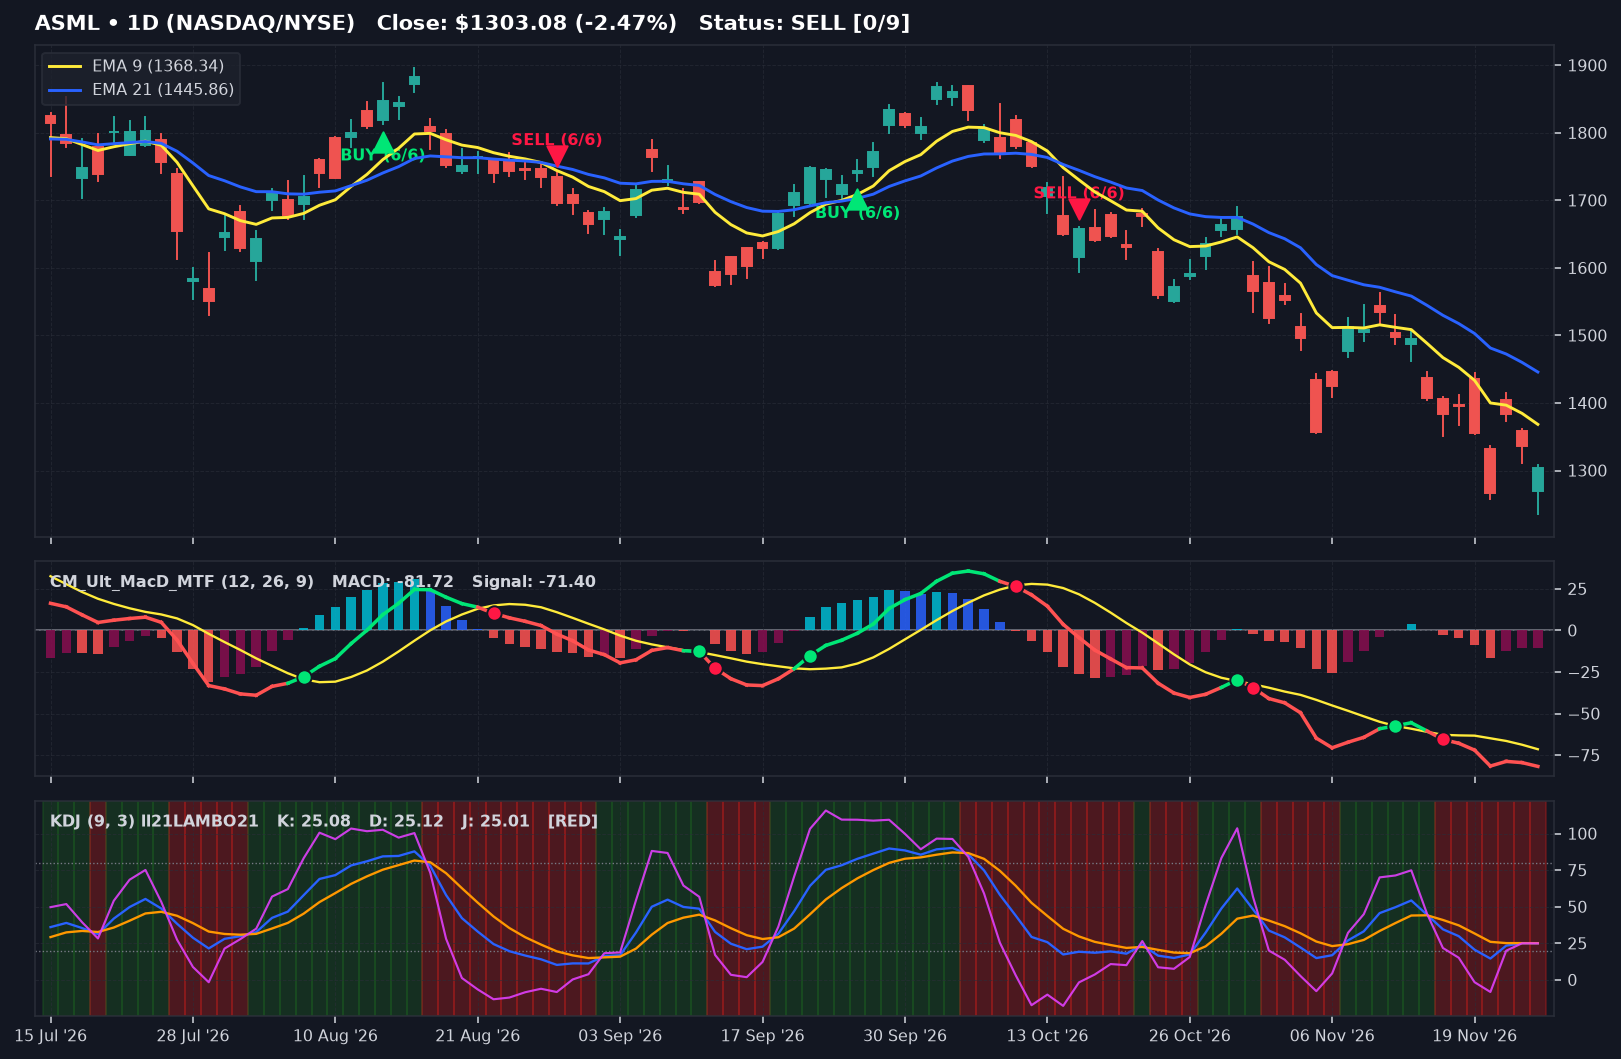 ASML • 1D (NASDAQ/NYSE)   Close: $1303.08 (-2.47%)   Status: SELL [0/9]
EMA 9 (1368.34)
EMA 21 (1445.86)
1900
1800
1700
1600
1500
1400
1300
BUY (6/6)
SELL (6/6)
BUY (6/6)
SELL (6/6)
CM_Ult_MacD_MTF (12, 26, 9)   MACD: -81.72   Signal: -71.40
25
0
−25
−50
−75
KDJ (9, 3) ll21LAMBO21   K: 25.08   D: 25.12   J: 25.01   [RED]
100
75
50
25
0
15 Jul '26
28 Jul '26
10 Aug '26
21 Aug '26
03 Sep '26
17 Sep '26
30 Sep '26
13 Oct '26
26 Oct '26
06 Nov '26
19 Nov '26